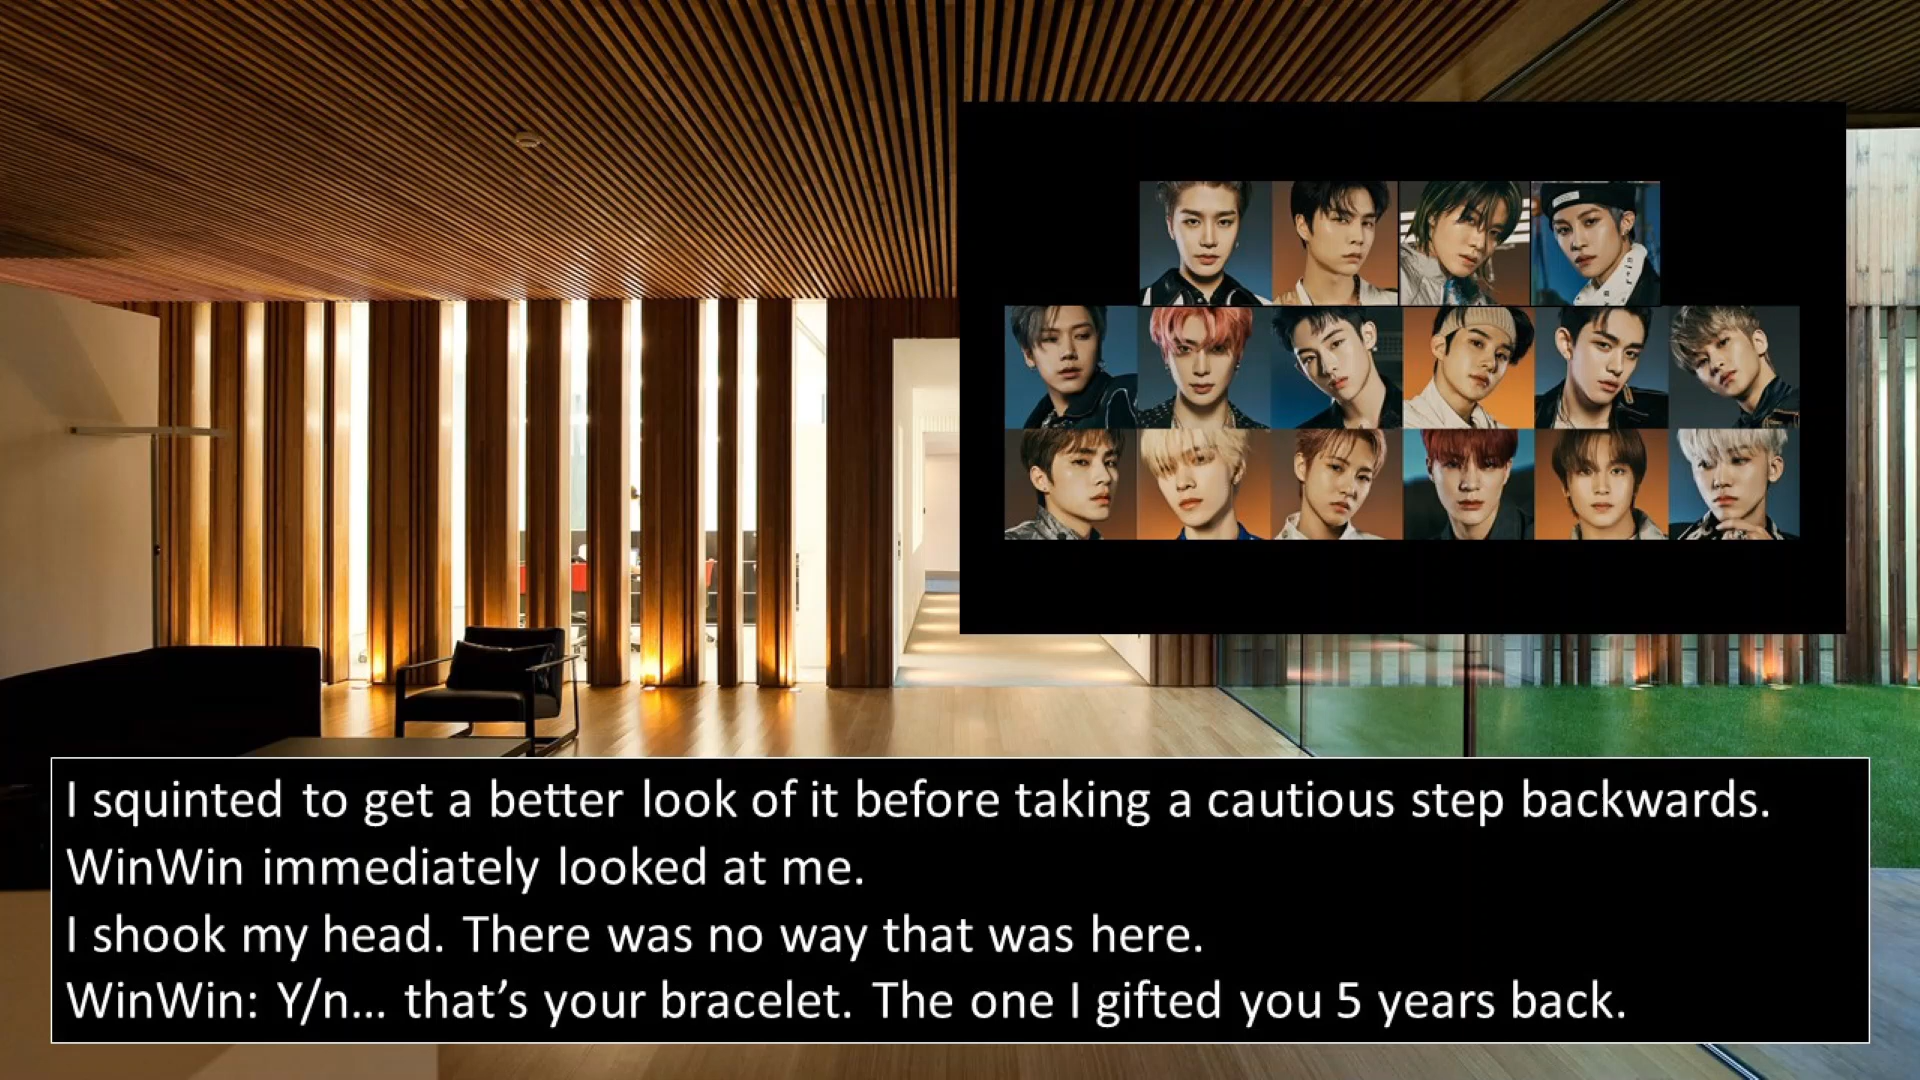 I squinted to get a better look of it before taking a cautious step backwards.
WinWin immediately looked at me.
I shook my head. There was no way that was here.
WinWin: Y/n… that’s your bracelet. The one I gifted you 5 years back.